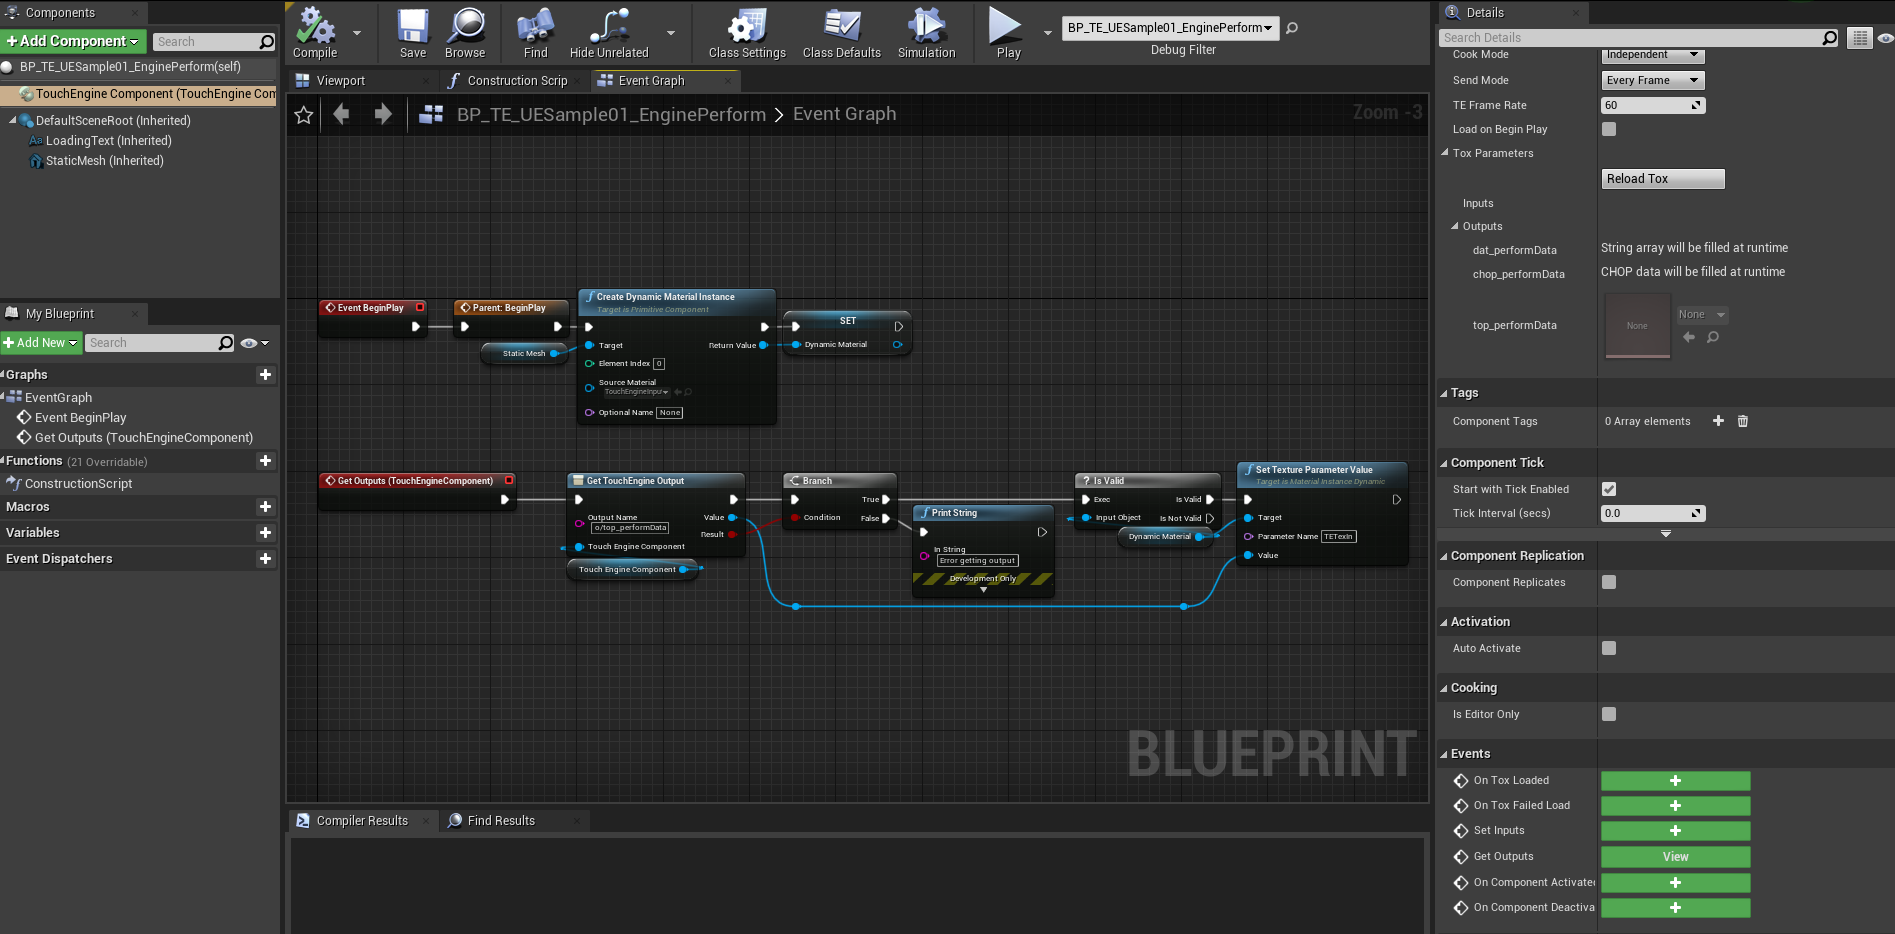 Components
Add Component
Search
BP_TE_UESample01_EnginePerform(self)
TouchEngine Component (TouchEngine Com
DefaultSceneRoot (Inherited)
Aa LoadingText (Inherited)
StaticMesh (Inherited)
My Blueprint
Add New
Search
Graphs
EventGraph
Event BeginPlay
Get Outputs (TouchEngineComponent)
Functions (21 Overridable)
ConstructionScript
Macros
Variables
Event Dispatchers
Compile
Save
Browse
Find
Hide Unrelated
Class Settings
Class Defaults
Simulation
Play
BP_TE_UESample01_EnginePerform
Debug Filter
Viewport
Construction Scrip
Event Graph
BP_TE_UESample01_EnginePerform > Event Graph
Zoom -3
Event BeginPlay
Parent: BeginPlay
Static Mesh
Create Dynamic Material Instance
Target is Primitive Component
Target
Return Value
Element Index 0
Source Material
TouchEngineInput
Optional Name None
SET
Dynamic Material
Get Outputs (TouchEngineComponent)
Get TouchEngine Output
Output Name
o/top_performData
Value
Result
Touch Engine Component
Touch Engine Component
Branch
True
Condition
False
Print String
In String
Error getting output
Development Only
? Is Valid
Exec
Is Valid
Input Object
Is Not Valid
Dynamic Material
Set Texture Parameter Value
Target is Material Instance Dynamic
Target
Parameter Name TETexIn
Value
BLUEPRINT
Compiler Results
Find Results
Details
Search Details
Cook Mode
Independent
Send Mode
Every Frame
TE Frame Rate
60
Load on Begin Play
Tox Parameters
Reload Tox
Inputs
Outputs
dat_performData
String array will be filled at runtime
chop_performData
CHOP data will be filled at runtime
top_performData
None
None
Tags
Component Tags
0 Array elements
Component Tick
Start with Tick Enabled
Tick Interval (secs)
0.0
Component Replication
Component Replicates
Activation
Auto Activate
Cooking
Is Editor Only
Events
On Tox Loaded
On Tox Failed Load
Set Inputs
Get Outputs
View
On Component Activated
On Component Deactiva